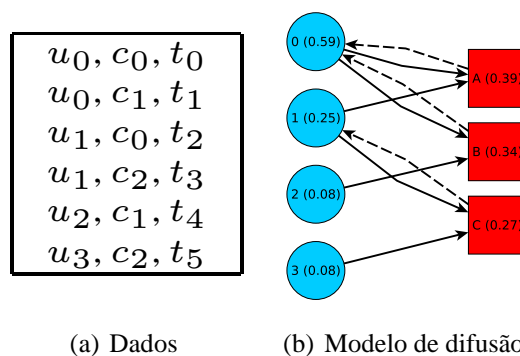 u0, c0, t0
u0, c1, t1
u1, c0, t2
u1, c2, t3
u2, c1, t4
u3, c2, t5
0 (0.59)
1 (0.25)
2 (0.08)
3 (0.08)
A (0.39)
B (0.34)
C (0.27)
(a) Dados
(b) Modelo de difusão